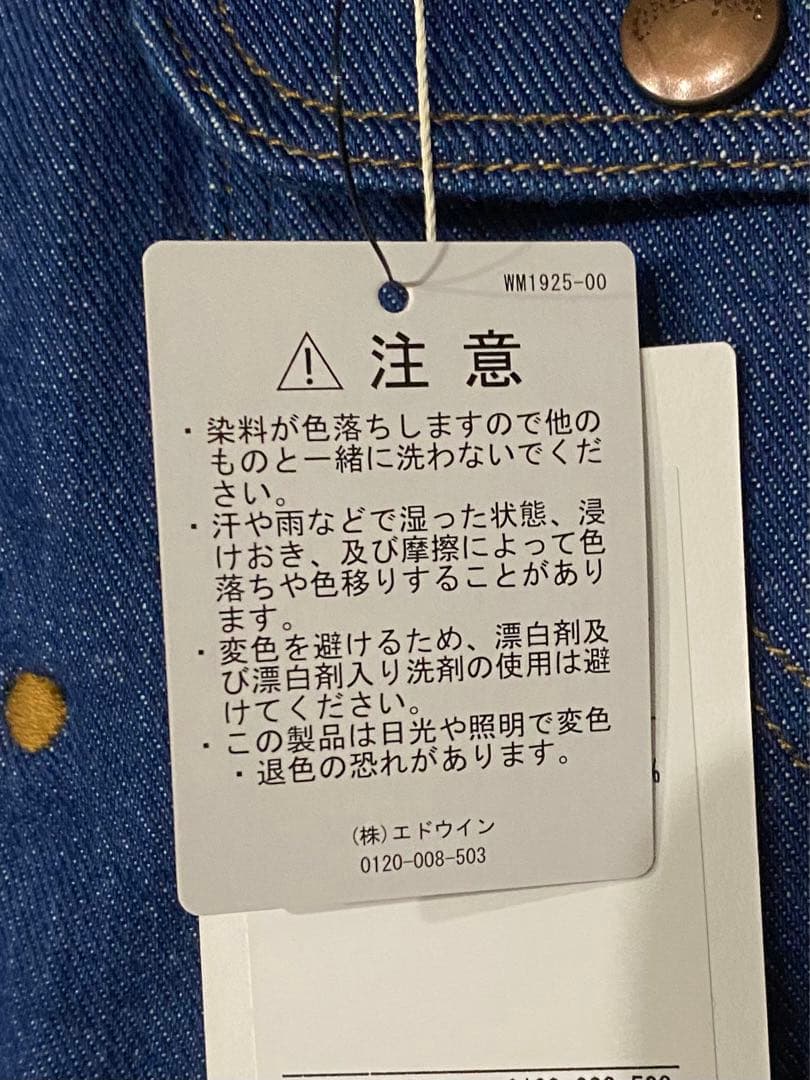 WM1925-00
注意
・染料が色落ちしますので他の
ものと一緒に洗わないでくだ
さい。
・汗や雨などで湿った状態、浸
けおき、及び摩擦によって色
落ちや色移りすることがあり
ます。
・変色を避けるため、漂白剤及
び漂白剤入り洗剤の使用は避
けてください。
・この製品は日光や照明で変色
・退色の恐れがあります。
(株)エドウイン
0120-008-503
%